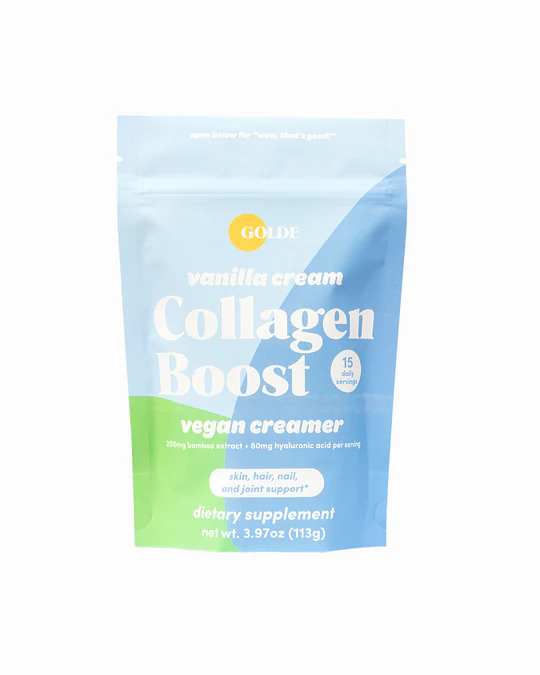 open below for "wow, that's good!"
GOLDE
vanilla cream
Collagen
Boost
15
daily
servings
vegan creamer
200mg bamboo extract + 80mg hyaluronic acid per serving
skin, hair, nail,
and joint support*
dietary supplement
net wt. 3.97oz (113g)